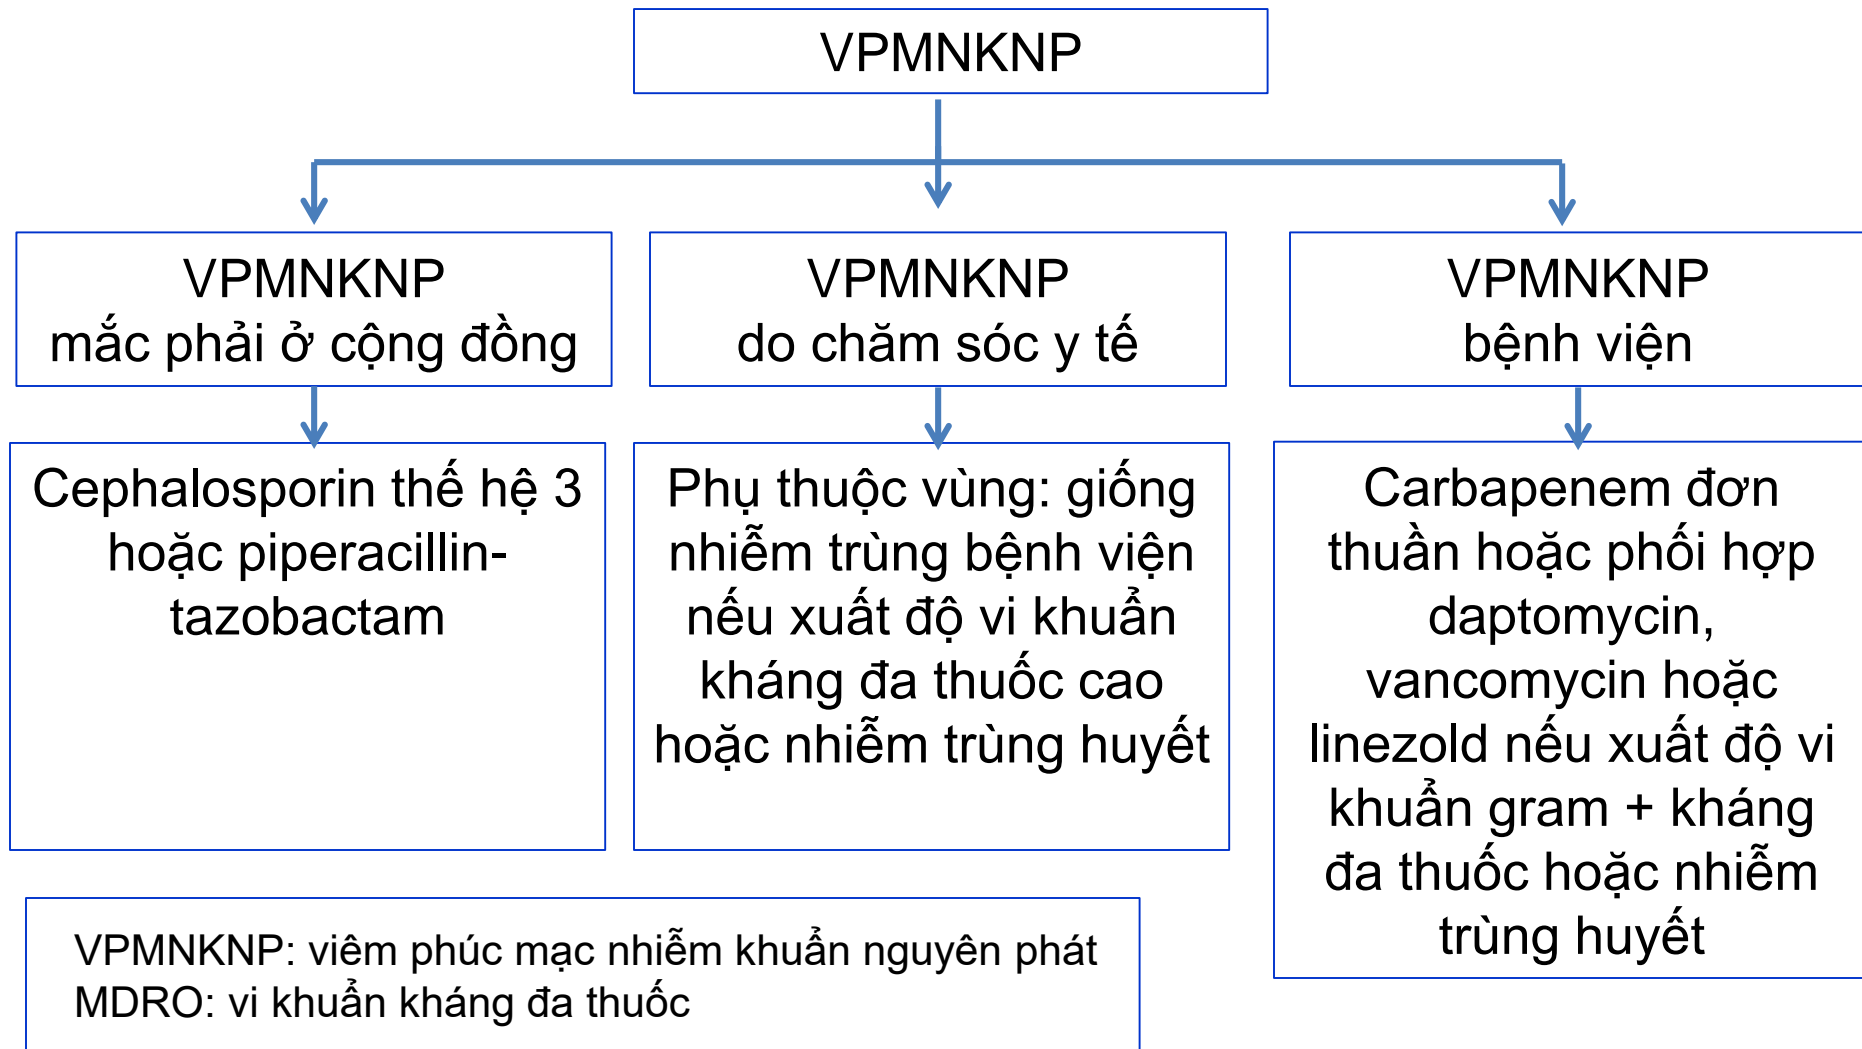 VPMNKNP
VPMNKNP
mắc phải ở cộng đồng
VPMNKNP
do chăm sóc y tế
VPMNKNP
bệnh viện
Cephalosporin thế hệ 3
hoặc piperacillin-
tazobactam
Phụ thuộc vùng: giống
nhiễm trùng bệnh viện
nếu xuất độ vi khuẩn
kháng đa thuốc cao
hoặc nhiễm trùng huyết
Carbapenem đơn
thuần hoặc phối hợp
daptomycin,
vancomycin hoặc
linezold nếu xuất độ vi
khuẩn gram + kháng
đa thuốc hoặc nhiễm
trùng huyết
VPMNKNP: viêm phúc mạc nhiễm khuẩn nguyên phát
MDRO: vi khuẩn kháng đa thuốc